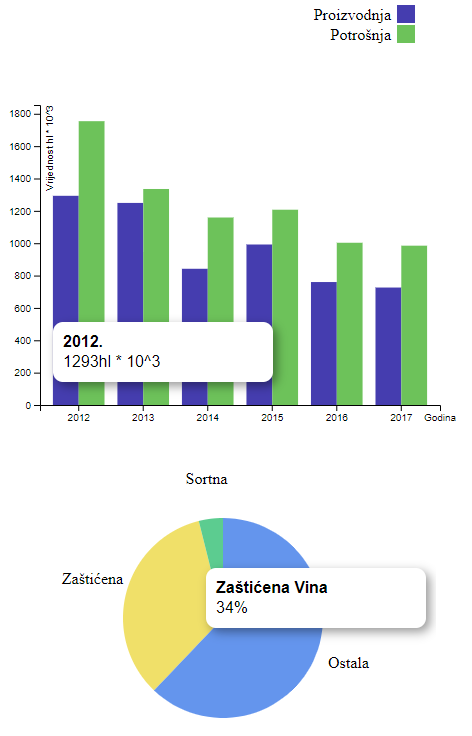 Proizvodnja
Potrošnja
Vrijednost hl * 10^3
1800
1600
1400
1200
1000
800
600
400
200
0
2012.
1293hl * 10^3
2012
2013
2014
2015
2016
2017
Godina
Sortna
Zaštićena
Zaštićena Vina
34%
Ostala